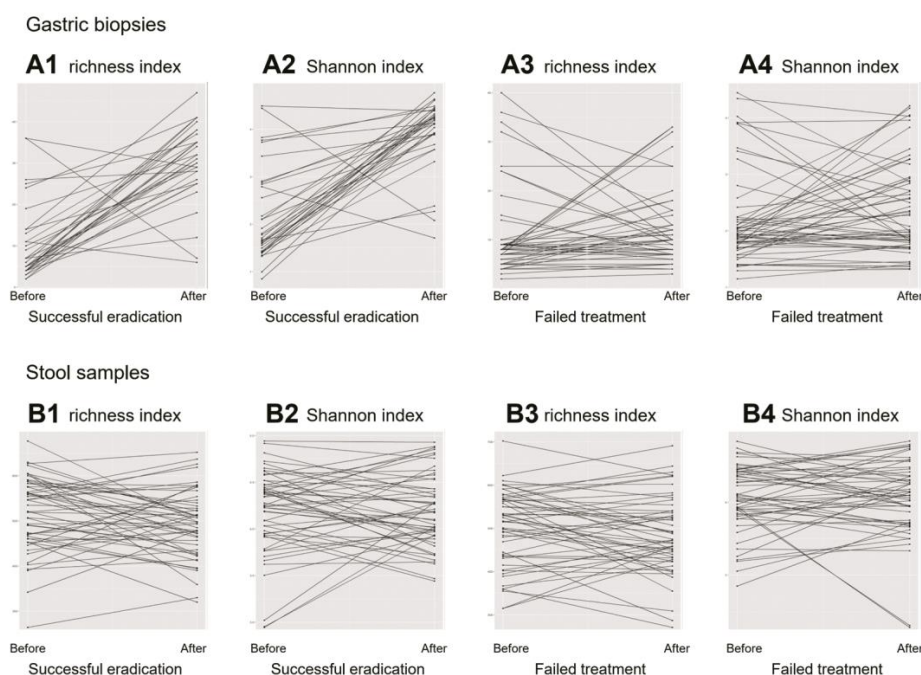 Gastric biopsies
A1 richness index
A2 Shannon index
A3 richness index
A4 Shannon index
Before After
Before After
Before After
Before After
Successful eradication
Successful eradication
Failed treatment
Failed treatment
Stool samples
B1 richness index
B2 Shannon index
B3 richness index
B4 Shannon index
Before After
Before After
Before After
Before After
Successful eradication
Successful eradication
Failed treatment
Failed treatment